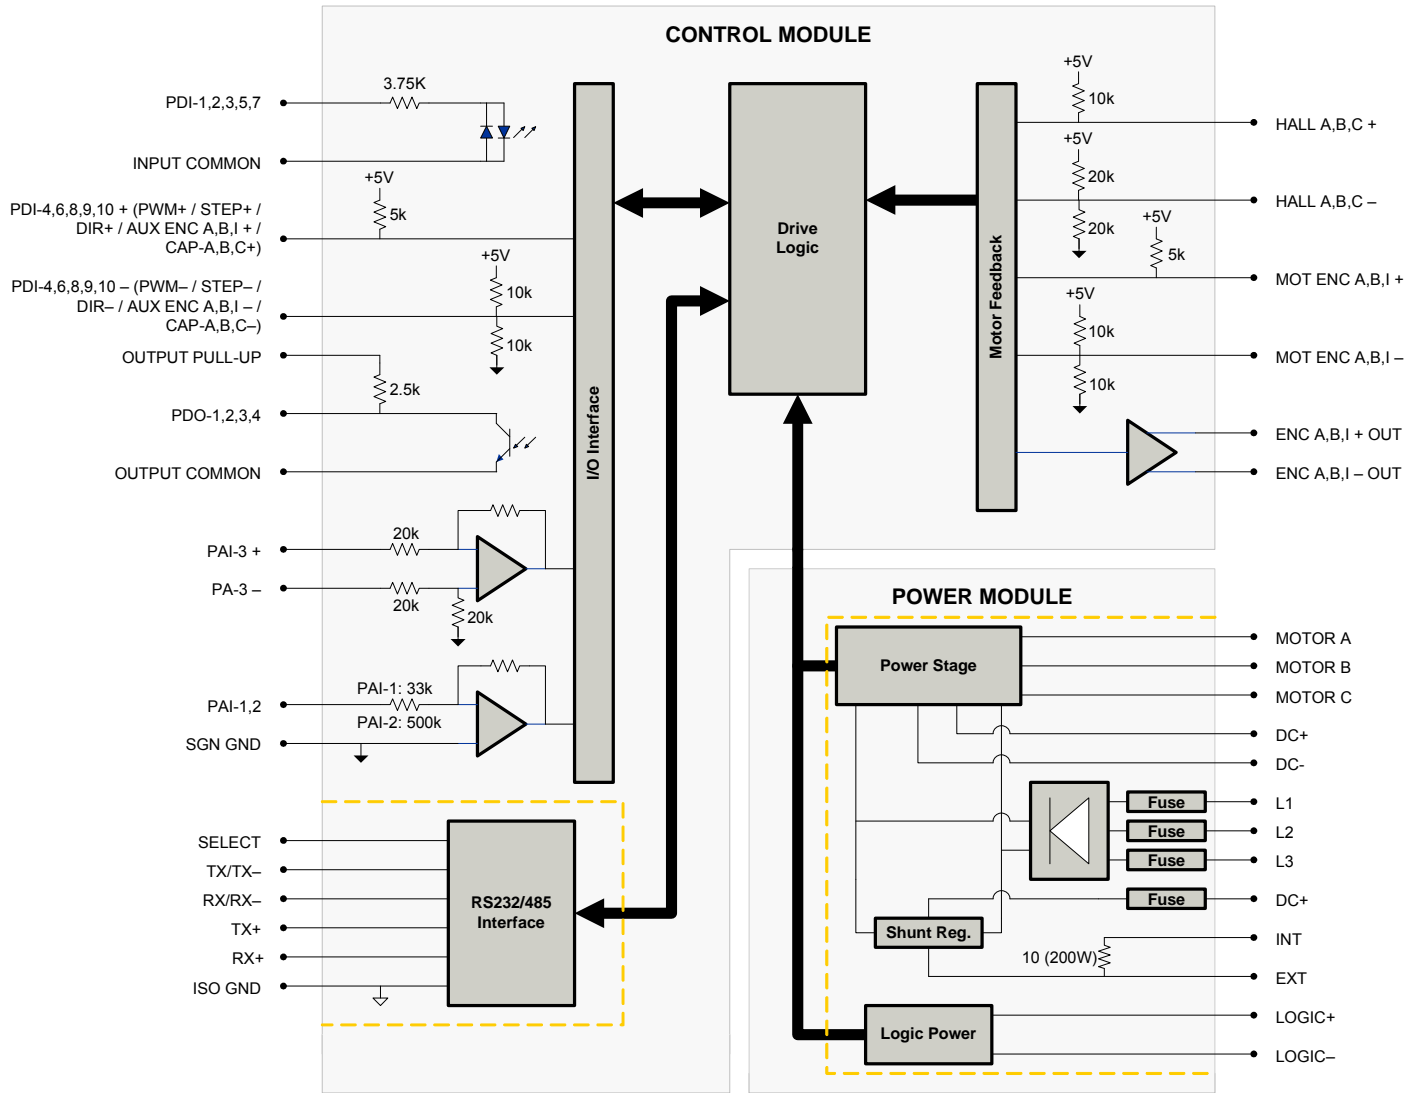 CONTROL MODULE
PDI-1,2,3,5,7
3.75K
INPUT COMMON
+5V
5k
PDI-4,6,8,9,10 + (PWM+ / STEP+ /
DIR+ / AUX ENC A,B,I + /
CAP-A,B,C+)
+5V
10k
10k
PDI-4,6,8,9,10 – (PWM– / STEP– /
DIR– / AUX ENC A,B,I – /
CAP-A,B,C–)
OUTPUT PULL-UP
2.5k
PDO-1,2,3,4
OUTPUT COMMON
PAI-3 +
20k
PA-3 –
20k
20k
PAI-1,2
PAI-1: 33k
PAI-2: 500k
SGN GND
I/O Interface
Drive
Logic
Motor Feedback
+5V
10k
HALL A,B,C +
+5V
20k
HALL A,B,C –
20k
+5V
5k
MOT ENC A,B,I +
+5V
10k
MOT ENC A,B,I –
10k
ENC A,B,I + OUT
ENC A,B,I – OUT
SELECT
TX/TX–
RX/RX–
TX+
RX+
ISO GND
RS232/485
Interface
POWER MODULE
Power Stage
MOTOR A
MOTOR B
MOTOR C
DC+
DC-
Fuse
L1
Fuse
L2
Fuse
L3
Fuse
DC+
Shunt Reg.
INT
10 (200W)
EXT
Logic Power
LOGIC+
LOGIC–